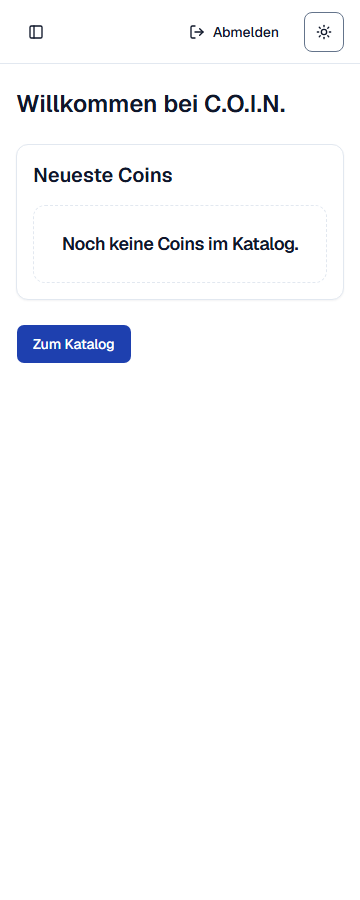 Abmelden
Willkommen bei C.O.I.N.
Neueste Coins
Noch keine Coins im Katalog.
Zum Katalog